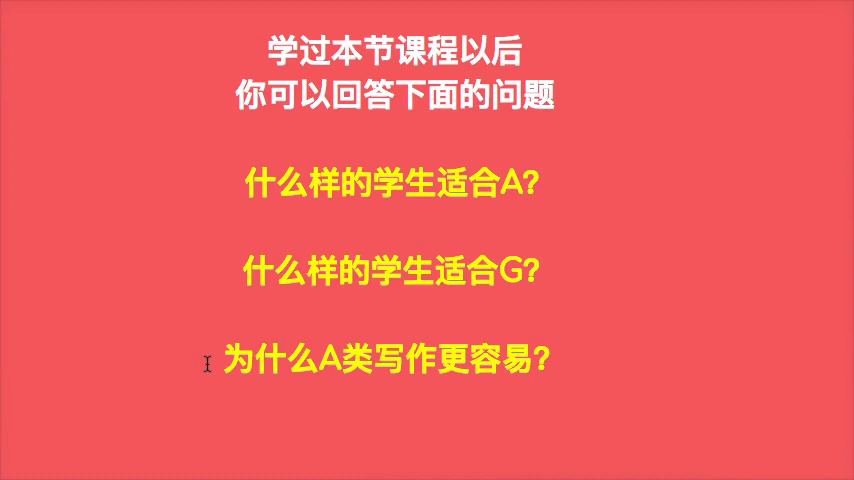 学过本节课程以后
你可以回答下面的问题
什么样的学生适合A?
什么样的学生适合G?
为什么A类写作更容易?